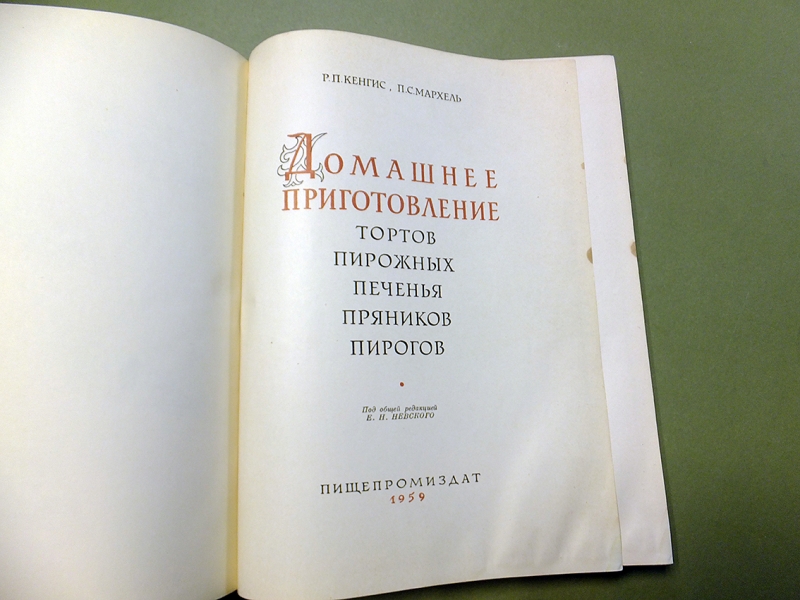 Р.П.КЕНГИС, П.С.МАРХЕЛЬ
ДОМАШНЕЕ
ПРИГОТОВЛЕНИЕ
ТОРТОВ
ПИРОЖНЫХ
ПЕЧЕНЬЯ
ПРЯНИКОВ
ПИРОГОВ
Под общей редакцией
Е. Н. НЕВСКОГО
ПИЩЕПРОМИЗДАТ
1959